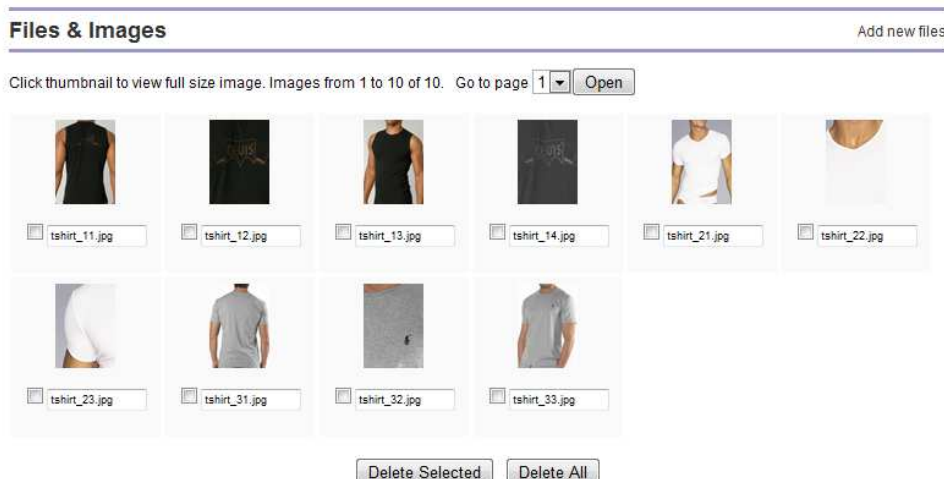 Files & Images
Add new files
Click thumbnail to view full size image. Images from 1 to 10 of 10. Go to page 1 Open
tshirt_11.jpg tshirt_12.jpg tshirt_13.jpg tshirt_14.jpg tshirt_21.jpg tshirt_22.jpg
tshirt_23.jpg tshirt_31.jpg tshirt_32.jpg tshirt_33.jpg
Delete Selected Delete All